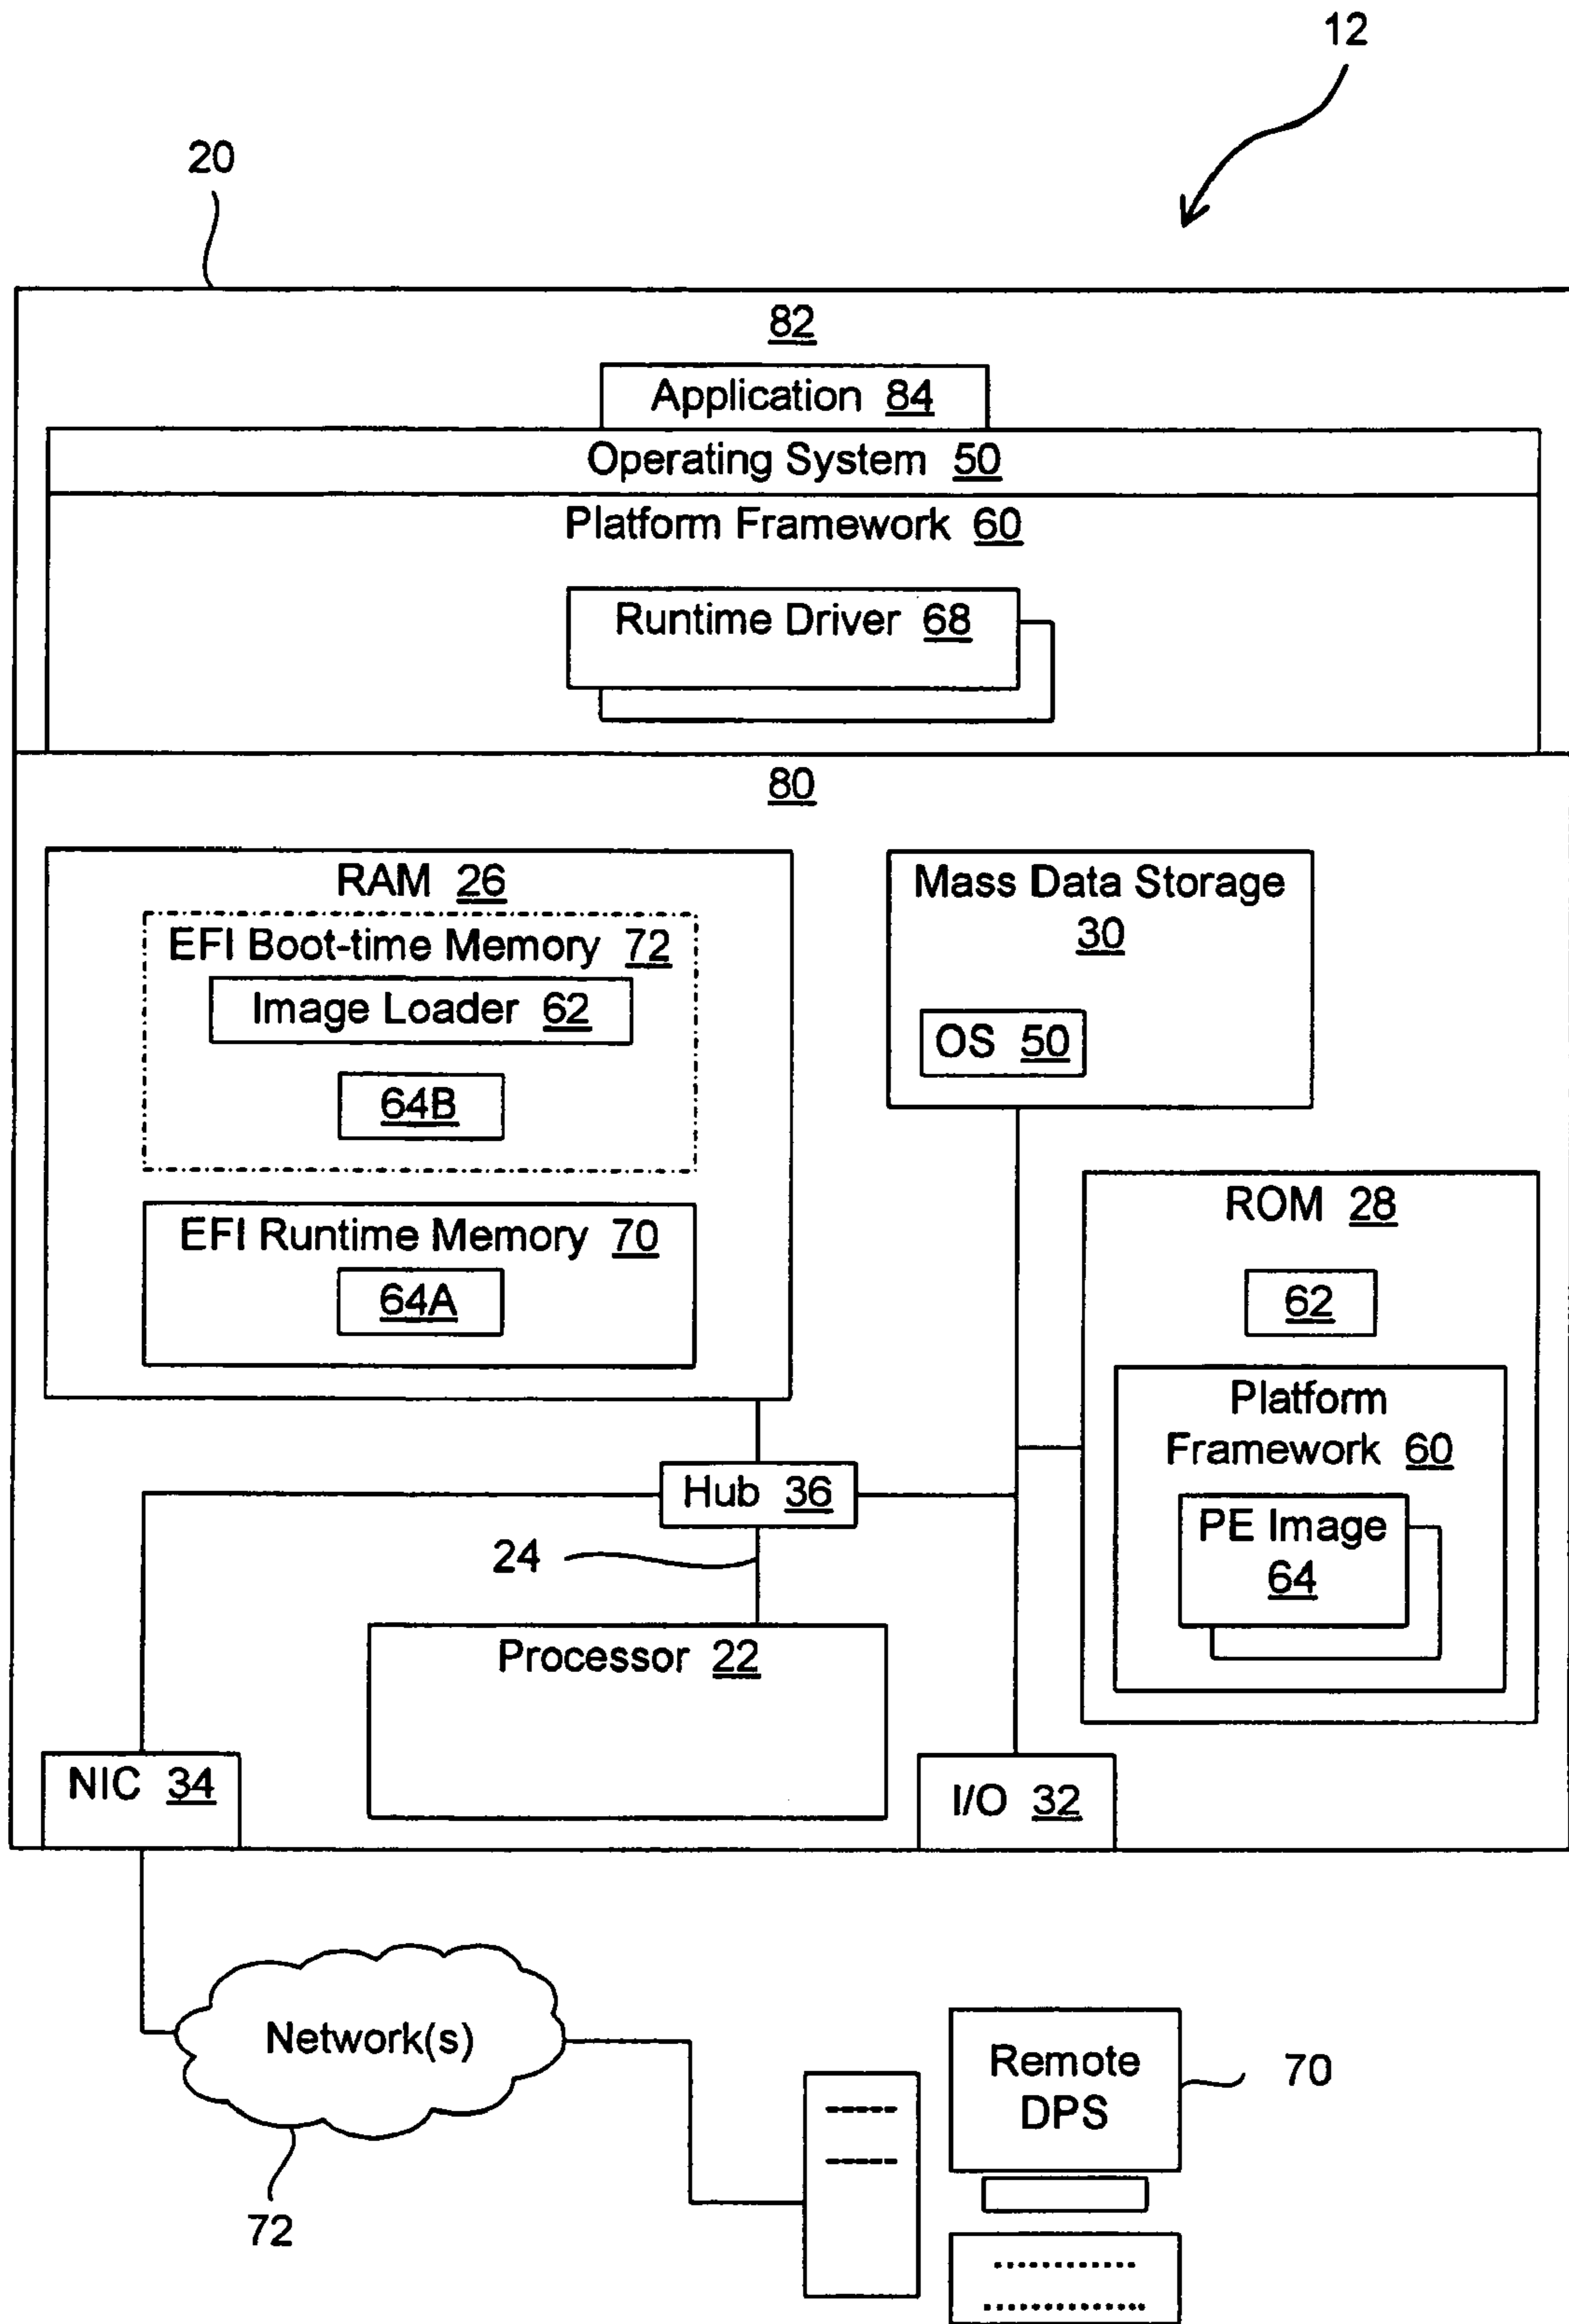 12
20
82
Application 84
Operating System 50
Platform Framework 60
Runtime Driver 68
80
RAM 26
EFI Boot-time Memory 72
Image Loader 62
64B
EFI Runtime Memory 70
64A
Mass Data Storage
30
OS 50
ROM 28
62
Platform
Framework 60
PE Image
64
Hub 36
24
Processor 22
NIC 34
I/O 32
Network(s)
72
Remote
DPS
70